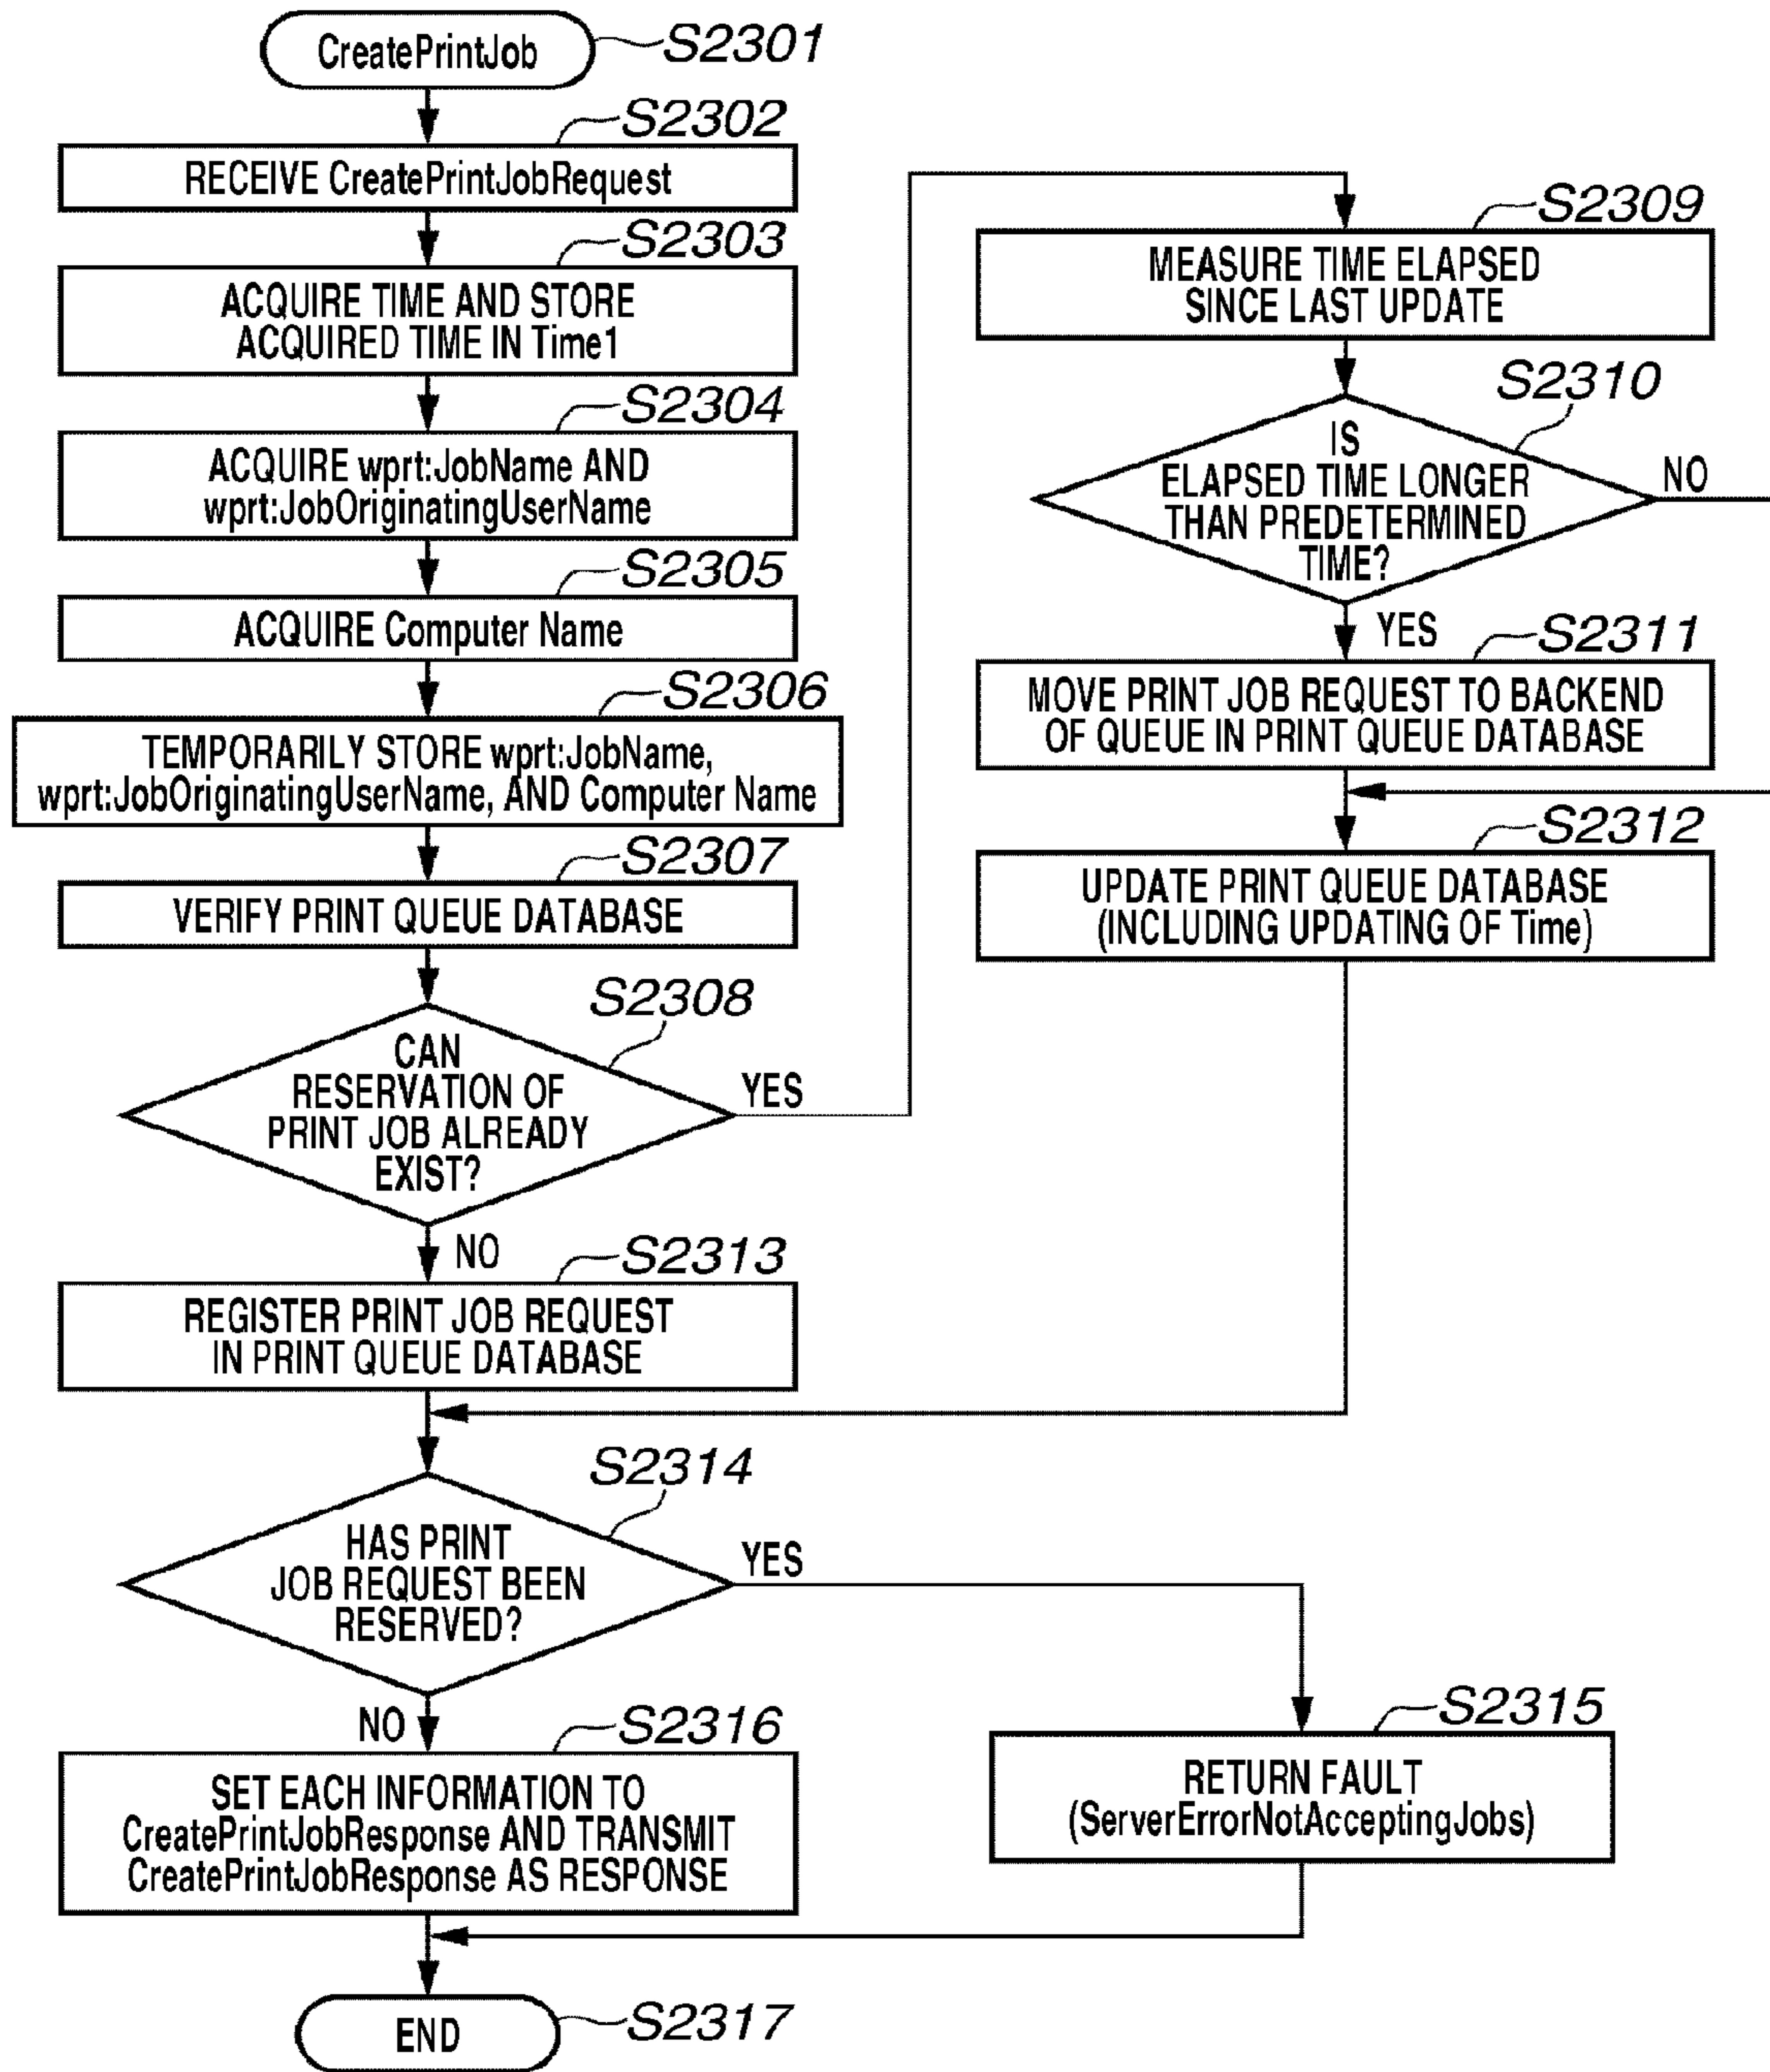 CreatePrintJob
S2301
S2302
RECEIVE CreatePrintJobRequest
S2303
ACQUIRE TIME AND STORE
ACQUIRED TIME IN Time1
S2304
ACQUIRE wprt:JobName AND
wprt:JobOriginatingUserName
S2305
ACQUIRE Computer Name
S2306
TEMPORARILY STORE wprt:JobName,
wprt:JobOriginatingUserName, AND Computer Name
S2307
VERIFY PRINT QUEUE DATABASE
S2308
CAN
RESERVATION OF
PRINT JOB ALREADY
EXIST?
YES
NO
S2309
MEASURE TIME ELAPSED
SINCE LAST UPDATE
S2310
IS
ELAPSED TIME LONGER
THAN PREDETERMINED
TIME?
NO
YES
S2311
MOVE PRINT JOB REQUEST TO BACKEND
OF QUEUE IN PRINT QUEUE DATABASE
S2312
UPDATE PRINT QUEUE DATABASE
(INCLUDING UPDATING OF Time)
S2313
REGISTER PRINT JOB REQUEST
IN PRINT QUEUE DATABASE
S2314
HAS PRINT
JOB REQUEST BEEN
RESERVED?
YES
NO
S2315
RETURN FAULT
(ServerErrorNotAcceptingJobs)
S2316
SET EACH INFORMATION TO
CreatePrintJobResponse AND TRANSMIT
CreatePrintJobResponse AS RESPONSE
END
S2317